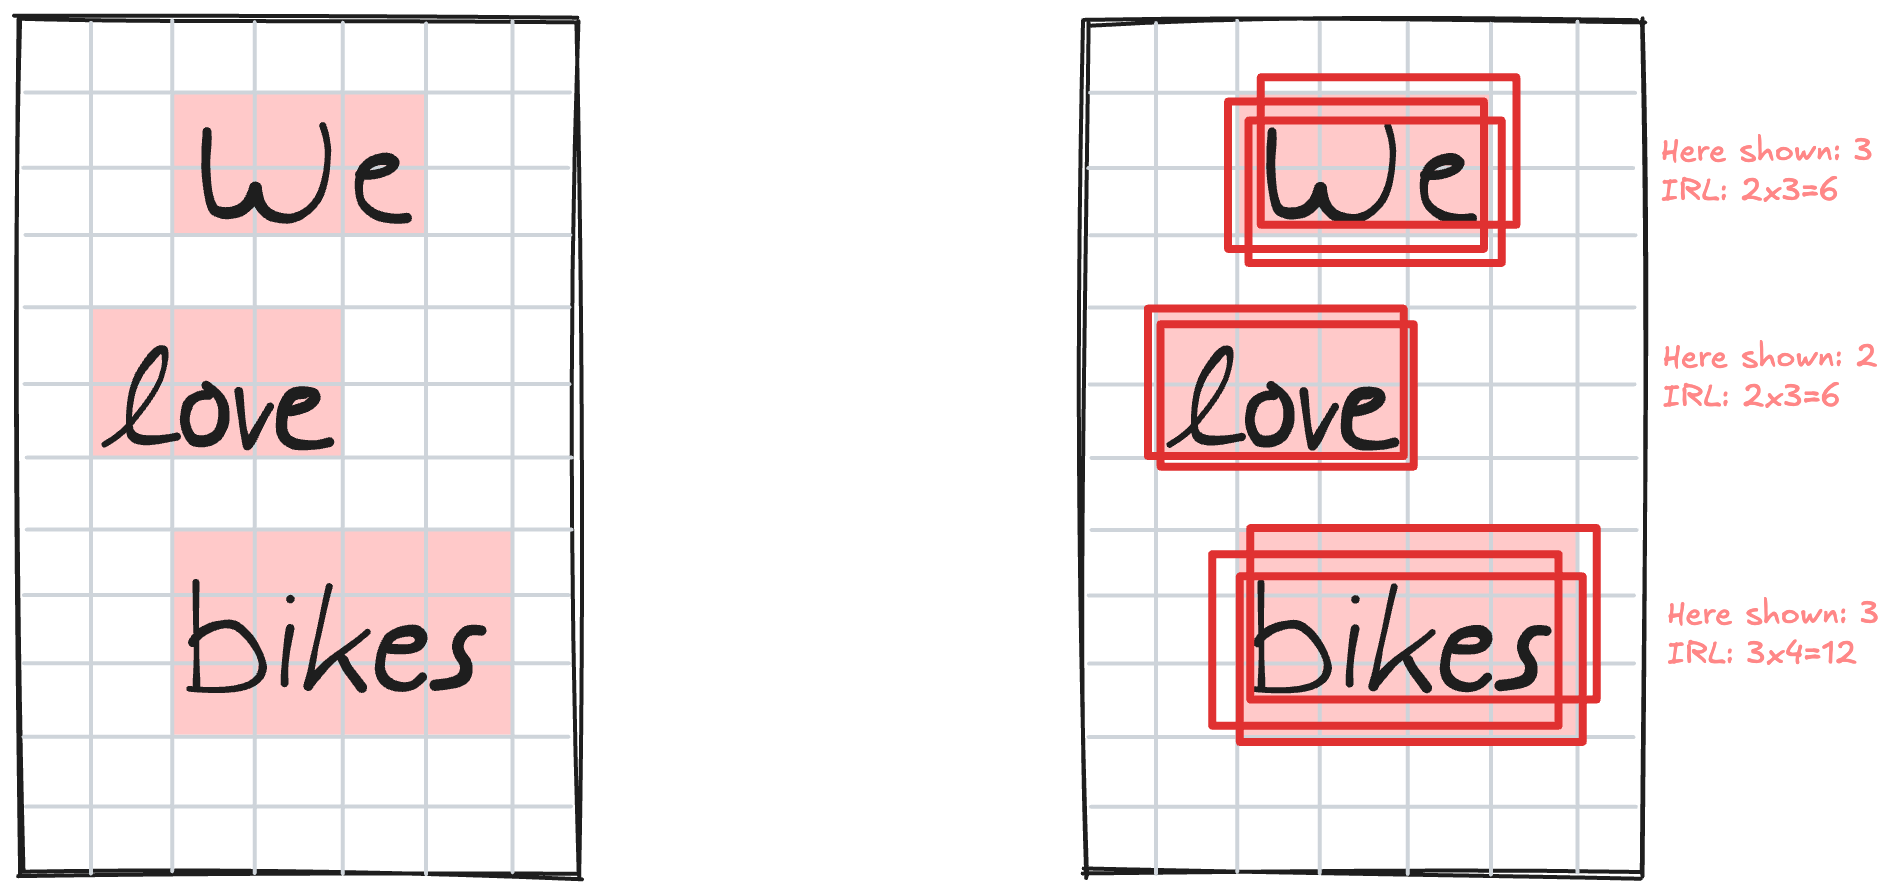 We
love
bikes
We
love
bikes
Here shown: 3
IRL: 2x3=6
Here shown: 2
IRL: 2x3=6
Here shown: 3
IRL: 3x4=12